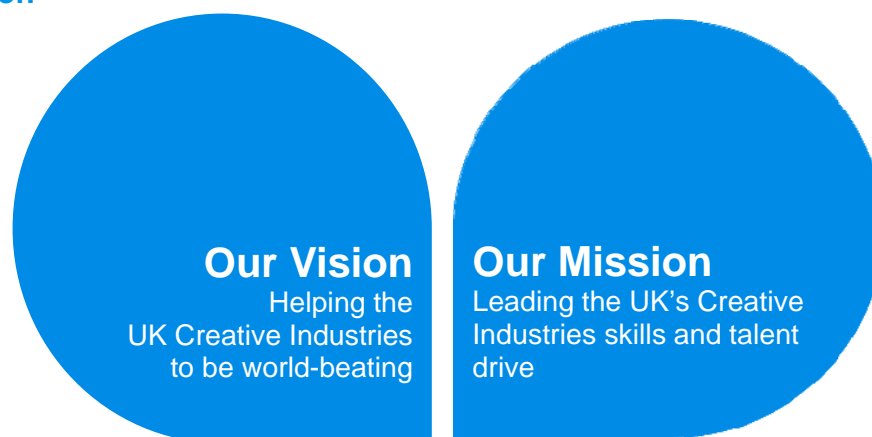 Our Vision
Helping the
UK Creative Industries
to be world-beating
Our Mission
Leading the UK's Creative
Industries skills and talent
drive